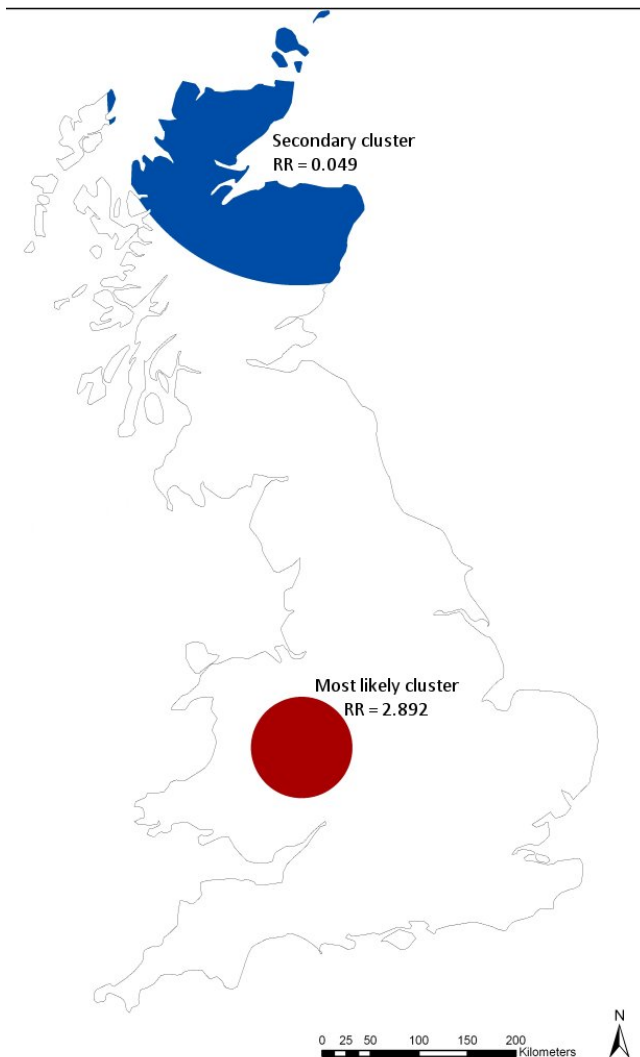 Secondary cluster
RR = 0.049
Most likely cluster
RR = 2.892
N
0 25 50 100 150 200
Kilometers